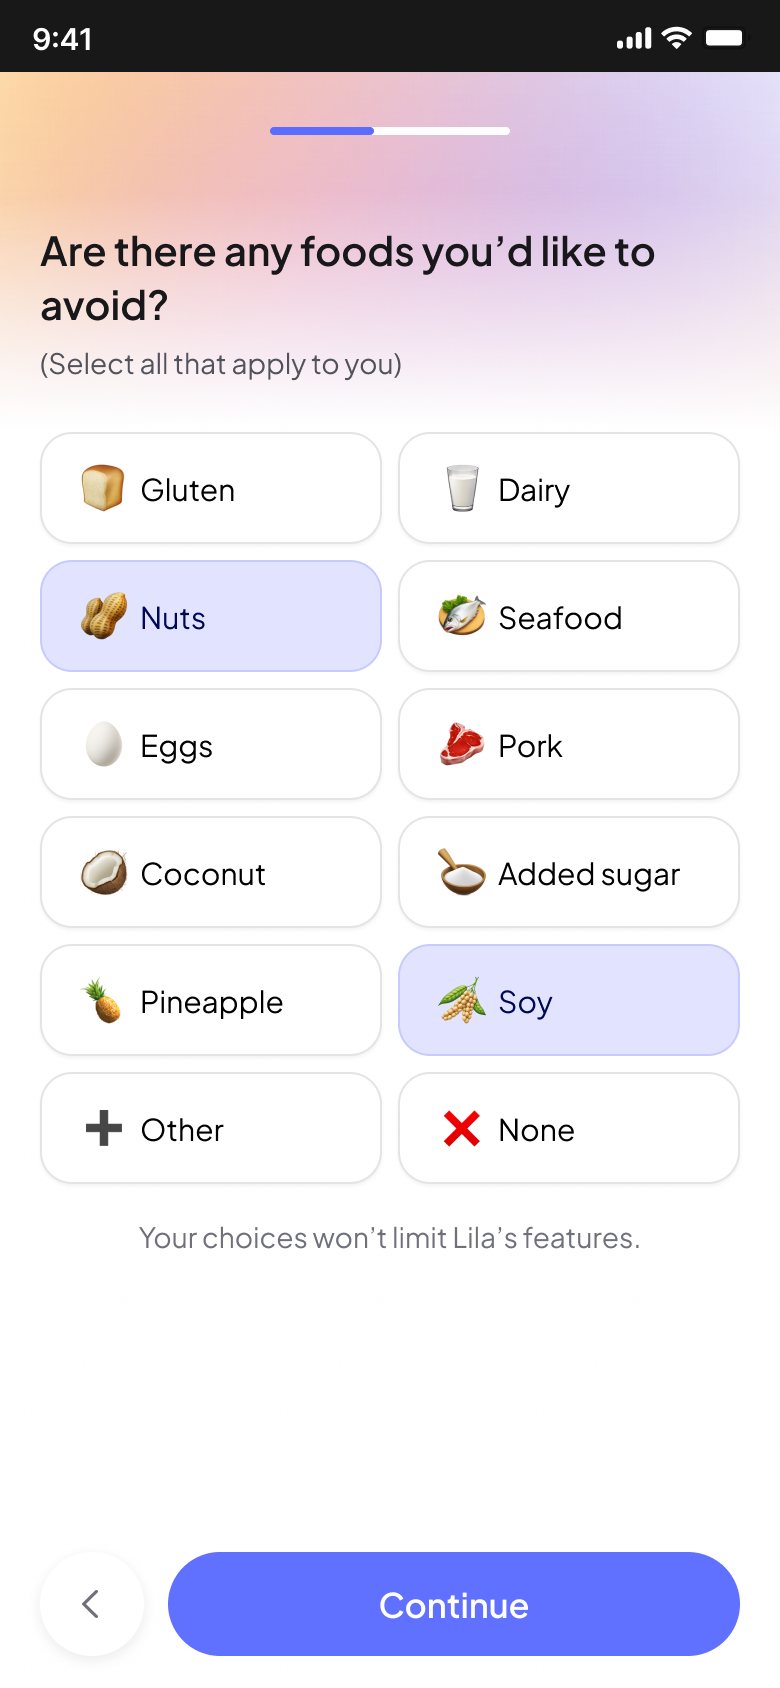 9:41
Are there any foods you’d like to
avoid?
(Select all that apply to you)
Gluten
Dairy
Nuts
Seafood
Eggs
Pork
Coconut
Added sugar
Pineapple
Soy
Other
None
Your choices won’t limit Lila’s features.
Continue